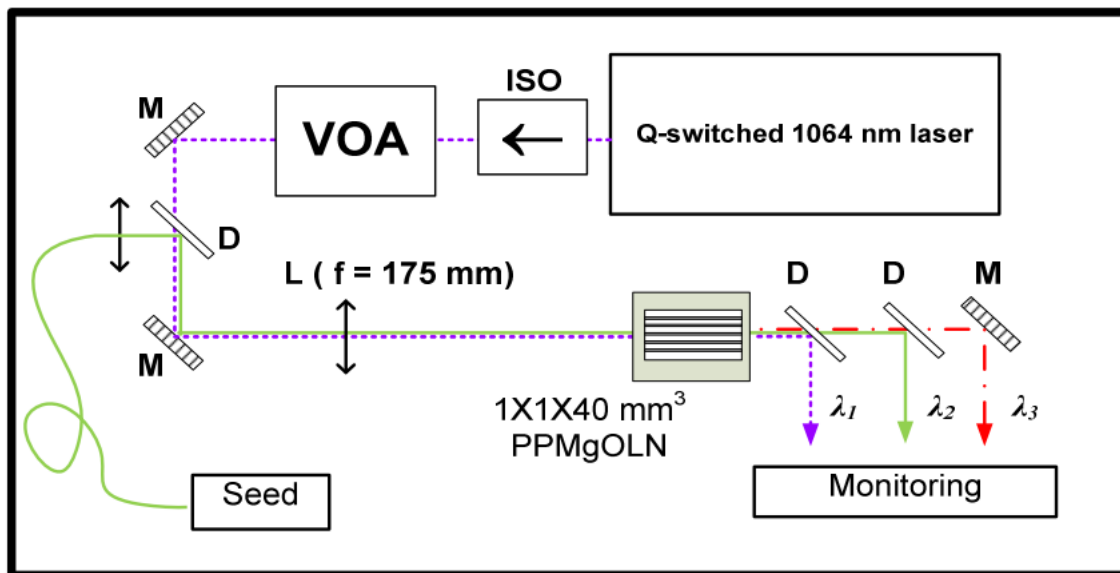 ISO
M
VOA
Q-switched 1064 nm laser
D
L ( f = 175 mm)
D
D
M
M
1X1X40 mm³
PPMgOLN
λ1
λ2
λ3
Seed
Monitoring